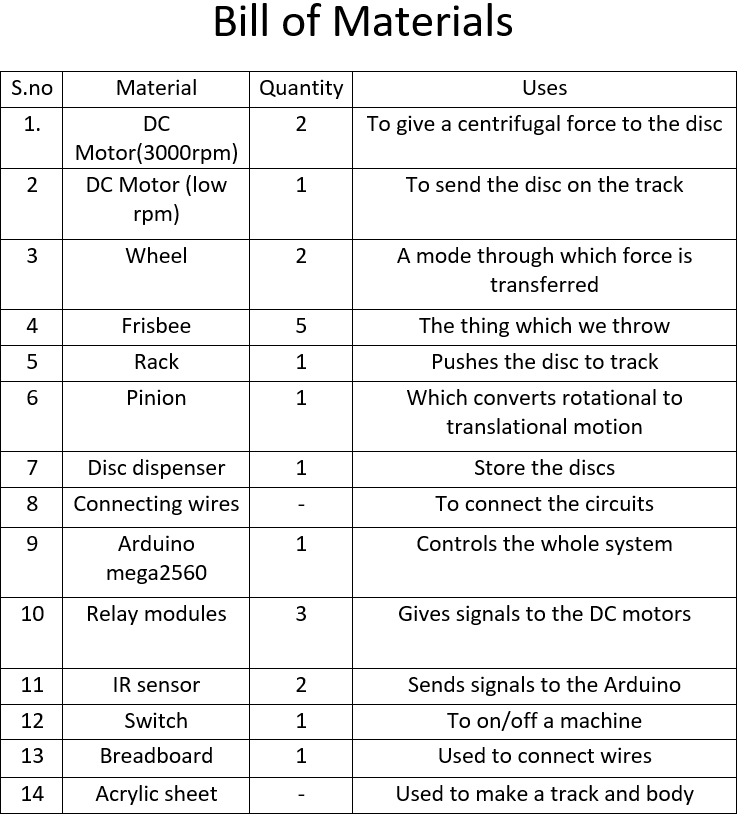 Bill of Materials
S.no Material Quantity Uses
1. DC 2 To give a centrifugal force to the disc
Motor(3000rpm)
2 DC Motor (low 1 To send the disc on the track
rpm)
3 Wheel 2 A mode through which force is
transferred
4 Frisbee 5 The thing which we throw
5 Rack 1 Pushes the disc to track
6 Pinion 1 Which converts rotational to
translational motion
7 Disc dispenser 1 Store the discs
8 Connecting wires - To connect the circuits
9 Arduino 1 Controls the whole system
mega2560
10 Relay modules 3 Gives signals to the DC motors
11 IR sensor 2 Sends signals to the Arduino
12 Switch 1 To on/off a machine
13 Breadboard 1 Used to connect wires
14 Acrylic sheet - Used to make a track and body